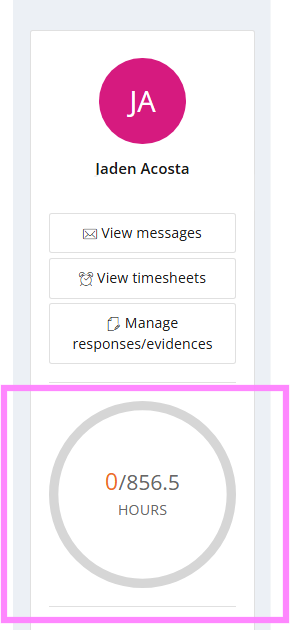 JA
Jaden Acosta
View messages
View timesheets
Manage
responses/evidences
0/856.5
HOURS